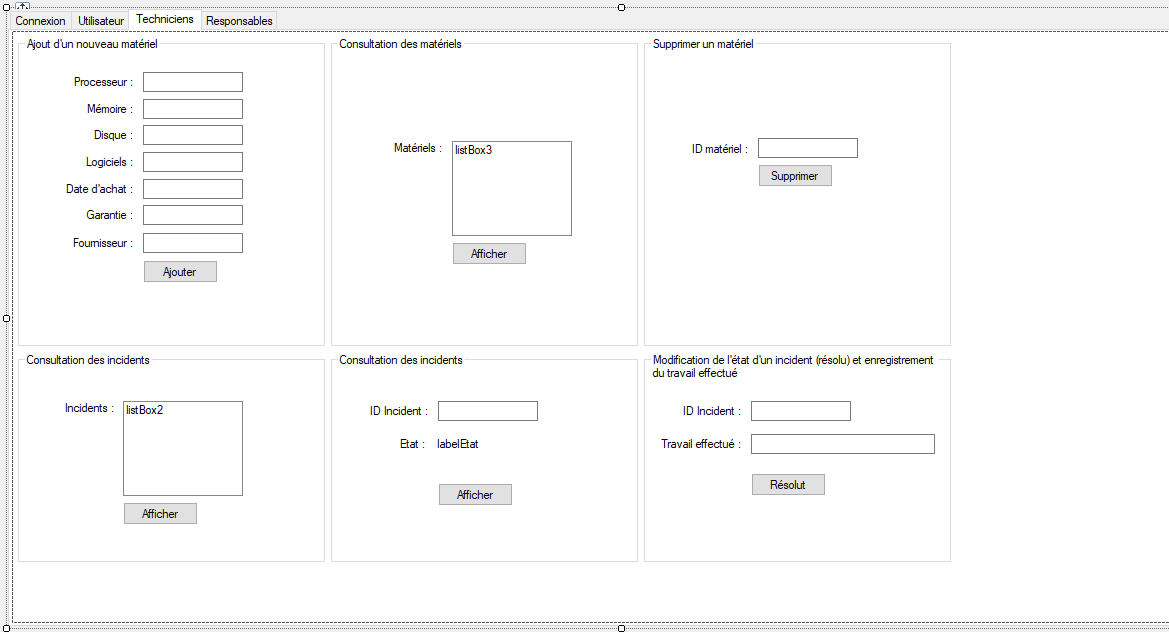 Connexion Utilisateur Techniciens Responsables
Ajout d'un nouveau matériel
Processeur :
Mémoire :
Disque :
Logiciels :
Date d'achat :
Garantie :
Fournisseur :
Ajouter
Consultation des matériels
Matériels :
listBox3
Afficher
Supprimer un matériel
ID matériel :
Supprimer
Consultation des incidents
Incidents :
listBox2
Afficher
Consultation des incidents
ID Incident :
Etat : labelEtat
Afficher
Modification de l'état d'un incident (résolu) et enregistrement
du travail effectué
ID Incident :
Travail effectué :
Résolut